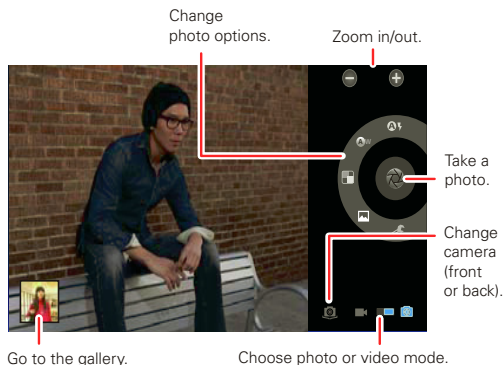 Change
photo options.
Zoom in/out.
Take a
photo.
Change
camera
(front
or back).
Go to the gallery.
Choose photo or video mode.